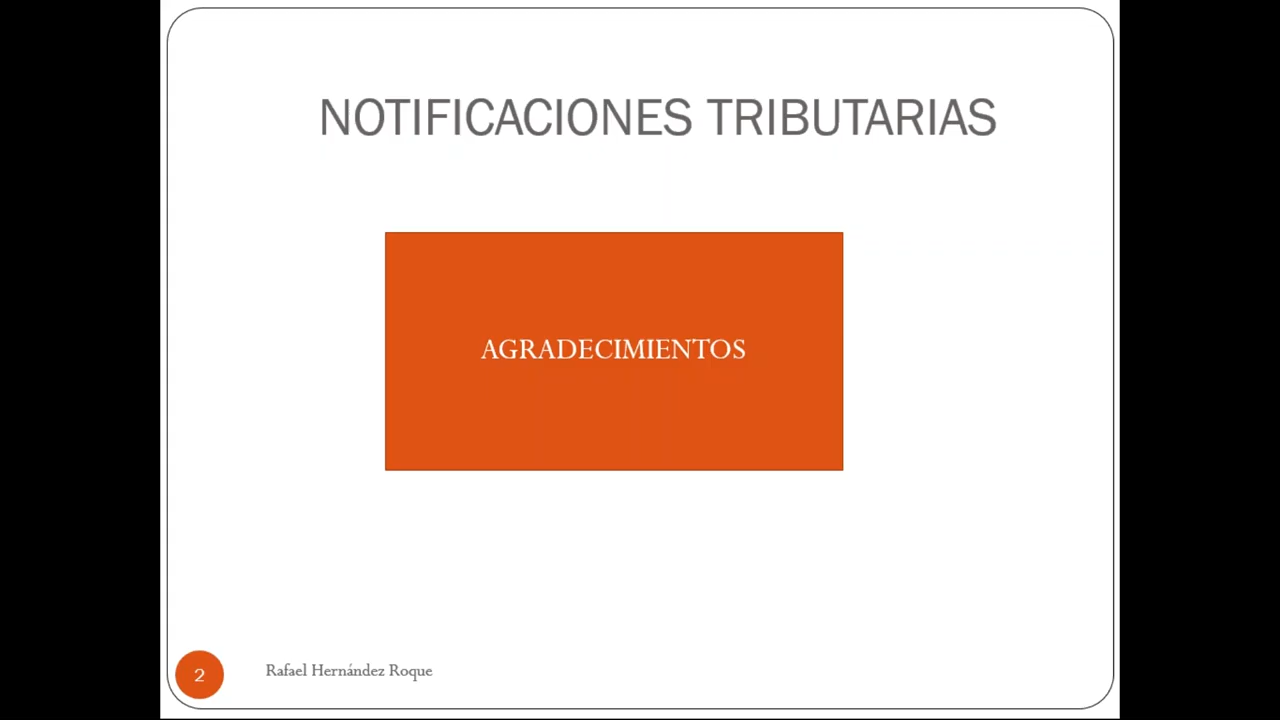 NOTIFICACIONES TRIBUTARIAS
AGRADECIMIENTOS
2
Rafael Hernández Roque